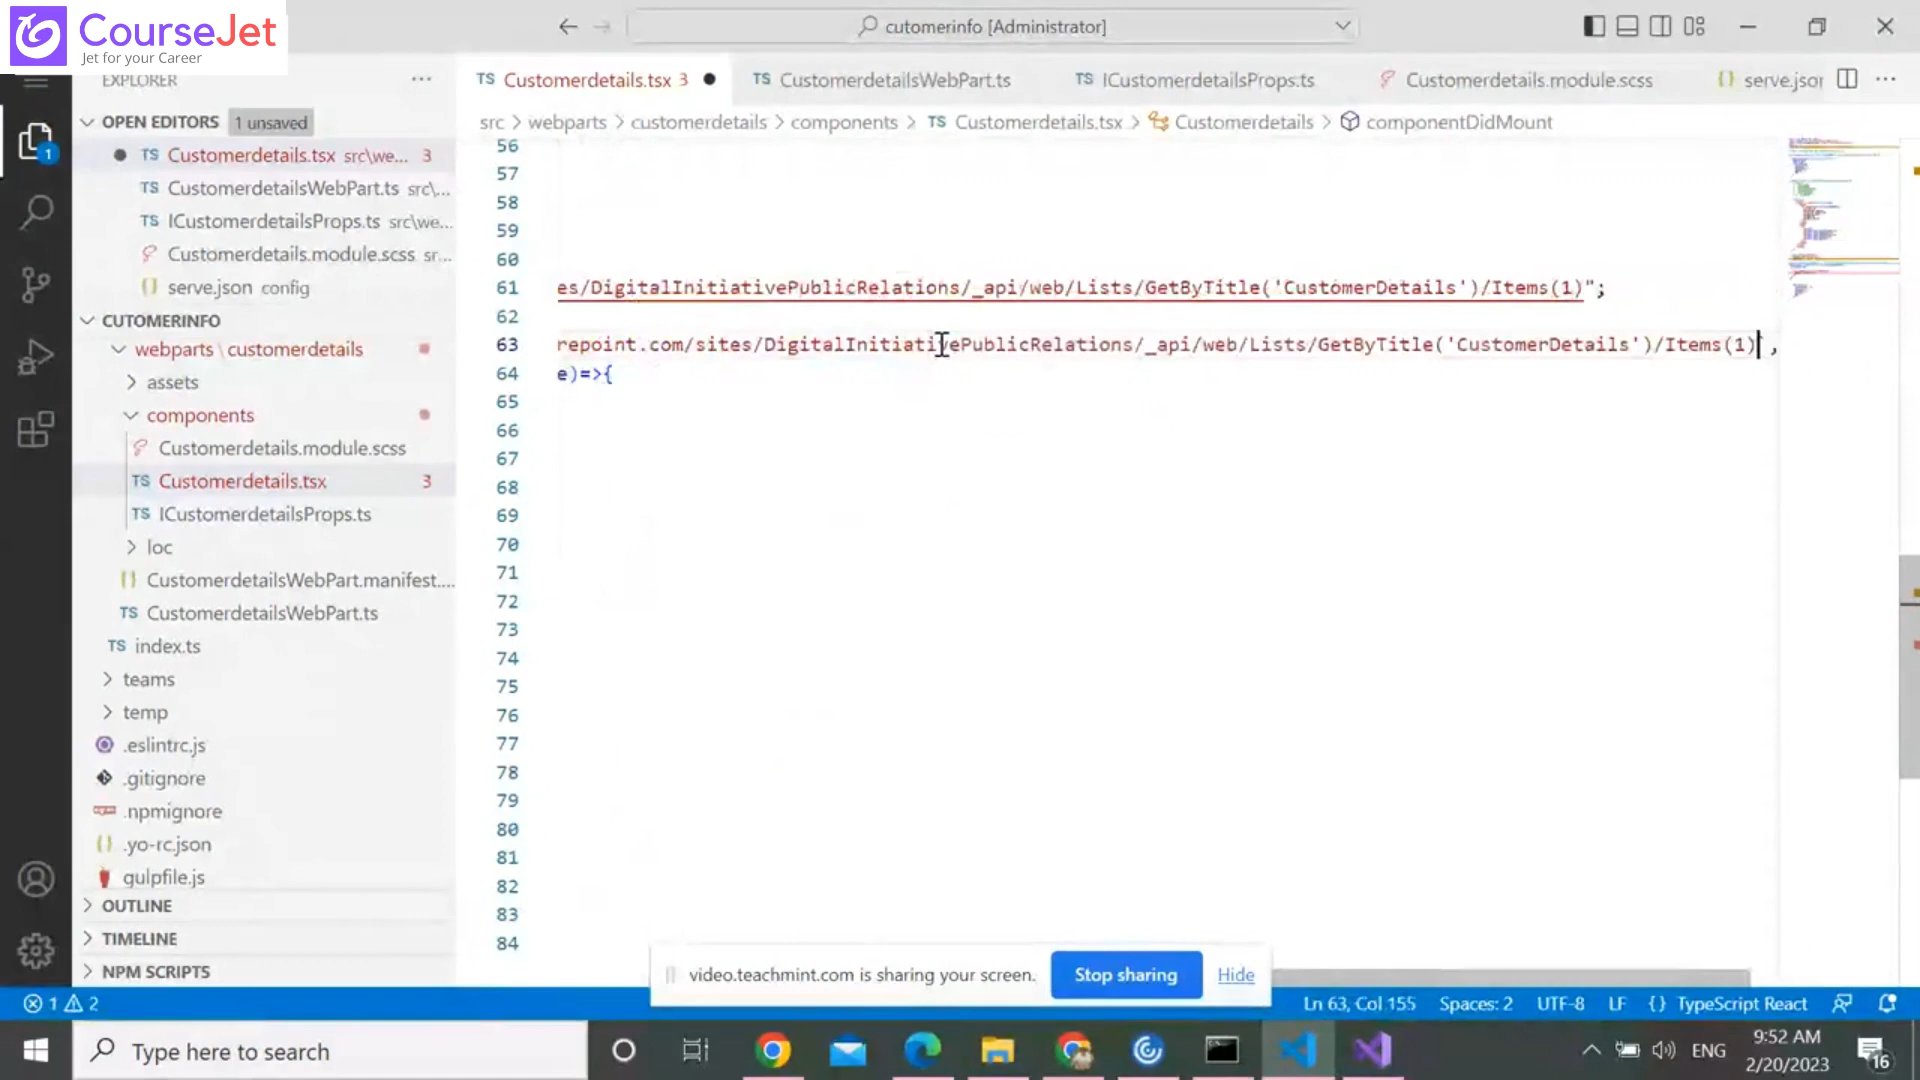 CourseJet
Jet for your Career
cutomerinfo [Administrator]
EXPLORER
TS Customerdetails.tsx 3
TS CustomerdetailsWebPart.ts
TS ICustomerdetailsProps.ts
Customerdetails.module.scss
{} serve.json
OPEN EDITORS 1 unsaved
src > webparts > customerdetails > components > TS Customerdetails.tsx > Customerdetails > componentDidMount
TS Customerdetails.tsx src\we... 3
TS CustomerdetailsWebPart.ts src\...
TS ICustomerdetailsProps.ts src\we...
Customerdetails.module.scss sr...
{} serve.json config
CUTOMERINFO
webparts \ customerdetails
assets
components
Customerdetails.module.scss
TS Customerdetails.tsx 3
TS ICustomerdetailsProps.ts
loc
{} CustomerdetailsWebPart.manifest....
TS CustomerdetailsWebPart.ts
TS index.ts
teams
temp
.eslintrc.js
.gitignore
.npmignore
{} .yo-rc.json
gulpfile.js
OUTLINE
TIMELINE
NPM SCRIPTS
56
57
58
59
60
61 es/DigitalInitiativePublicRelations/_api/web/Lists/GetByTitle('CustomerDetails')/Items(1)";
62
63 repoint.com/sites/DigitalInitiativePublicRelations/_api/web/Lists/GetByTitle('CustomerDetails')/Items(1)`,
64 e)=>{
65
66
67
68
69
70
71
72
73
74
75
76
77
78
79
80
81
82
83
84
video.teachmint.com is sharing your screen. Stop sharing Hide
1 2
Ln 63, Col 155 Spaces: 2 UTF-8 LF {} TypeScript React
Type here to search
ENG
9:52 AM
2/20/2023
16
1